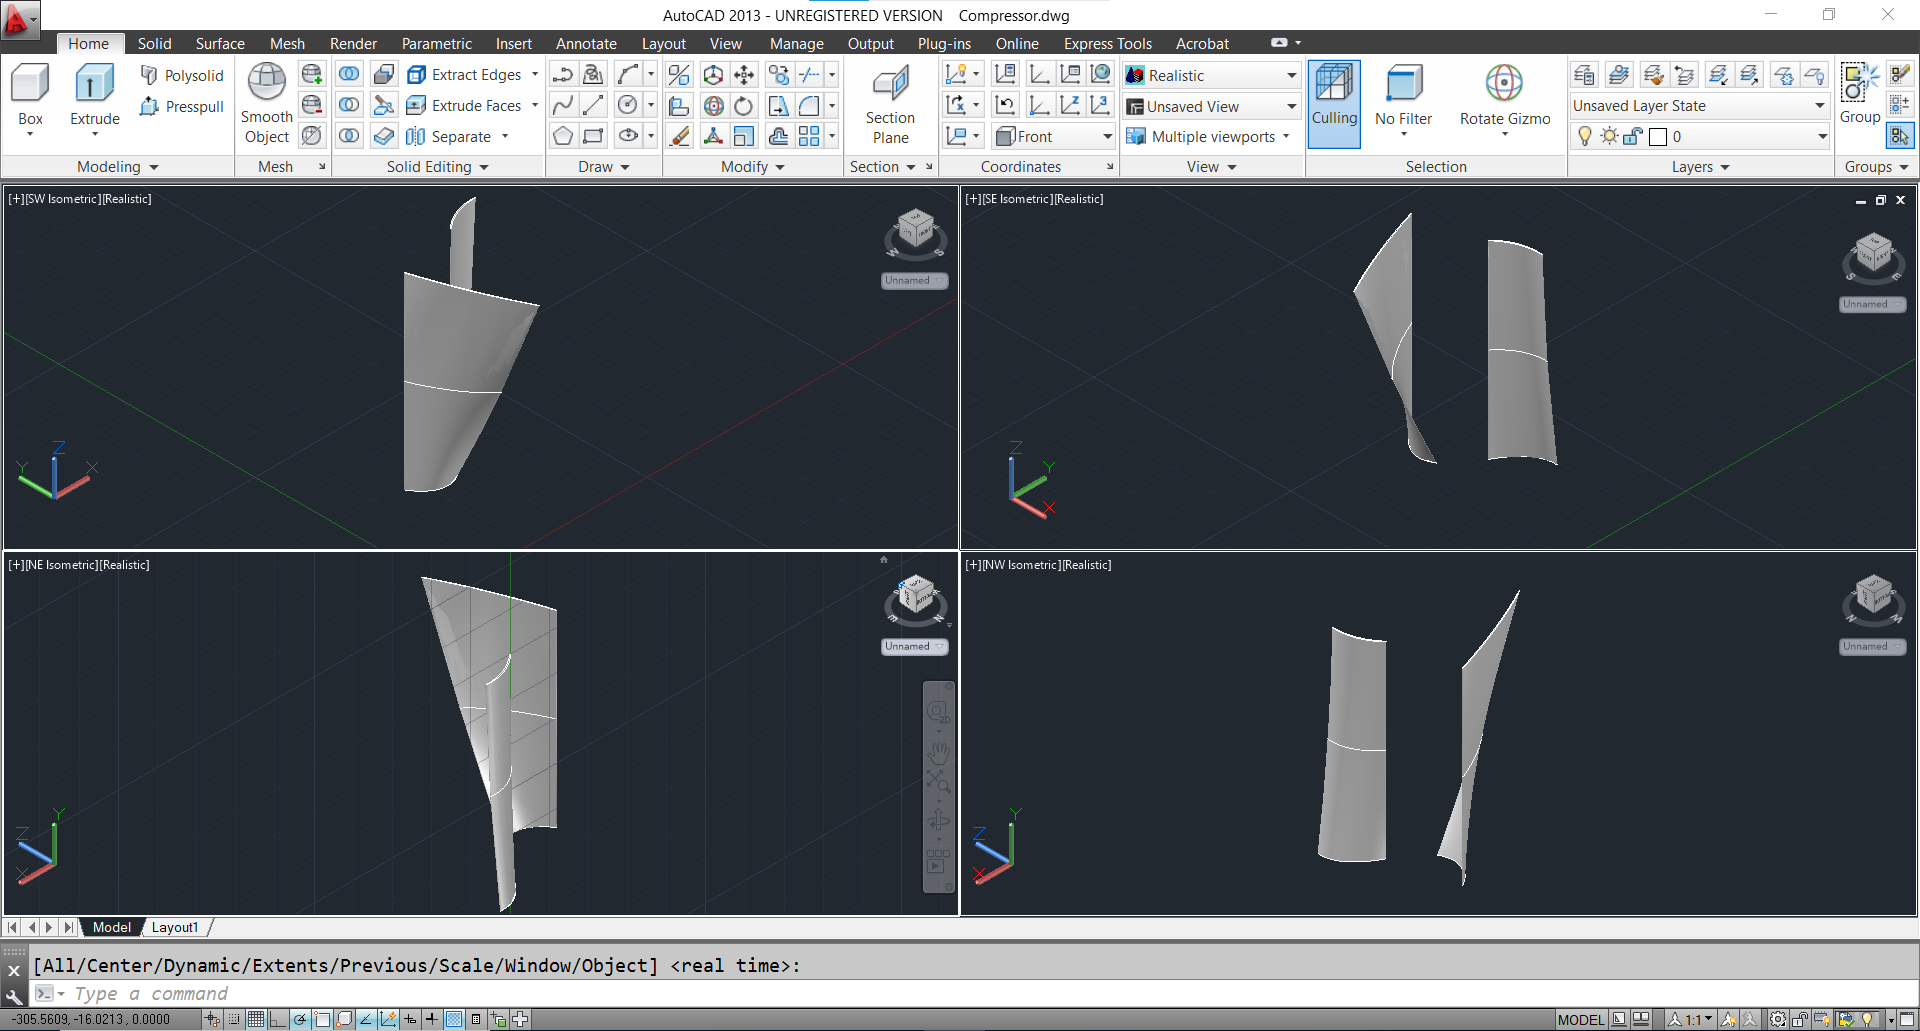 AutoCAD 2013 - UNREGISTERED VERSION Compressor.dwg
Home Solid Surface Mesh Render Parametric Insert Annotate Layout View Manage Output Plug-ins Online Express Tools Acrobat
Box
Extrude
Polysolid
Presspull
Smooth Object
Extract Edges
Extrude Faces
Separate
Section Plane
Front
Realistic
Unsaved View
Multiple viewports
Culling
No Filter
Rotate Gizmo
Unsaved Layer State
0
Group
Modeling Mesh Solid Editing Draw Modify Section Coordinates View Selection Layers Groups
[+][SW Isometric][Realistic]
Unnamed
Z
Y
X
[+][SE Isometric][Realistic]
Unnamed
Z
Y
X
[+][NE Isometric][Realistic]
Unnamed
Y
Z
X
[+][NW Isometric][Realistic]
Unnamed
Y
Z
X
Model Layout1
[All/Center/Dynamic/Extents/Previous/Scale/Window/Object] <real time>:
Type a command
-305.5609, -16.0213, 0.0000
MODEL
1:1